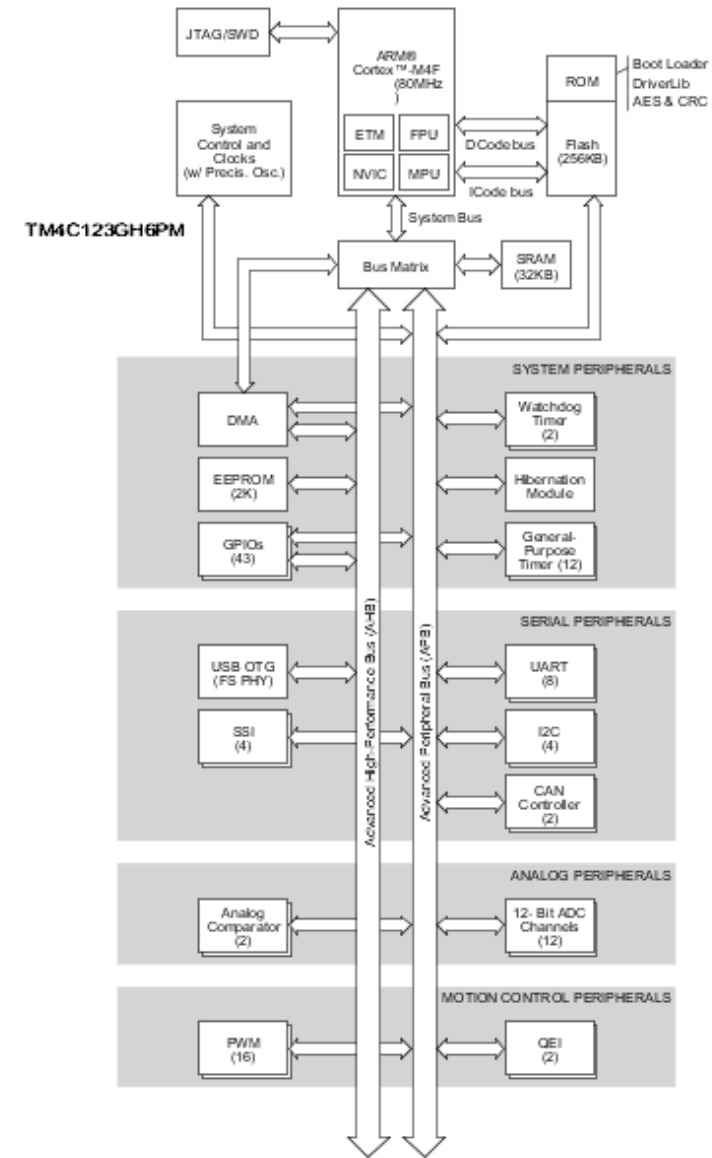 JTAG/SWD
ARM®
Cortex™-M4F
(80MHz
)
ETM
FPU
NVIC
MPU
ROM
Flash
(256KB)
Boot Loader
DriverLib
AES & CRC
DCode bus
ICode bus
System
Control and
Clocks
(w/ Precis. Osc.)
TM4C123GH6PM
System Bus
Bus Matrix
SRAM
(32KB)
SYSTEM PERIPHERALS
DMA
Watchdog
Timer
(2)
EEPROM
(2K)
Hibernation
Module
GPIOs
(43)
General-
Purpose
Timer (12)
Advanced High-Performance Bus (AHB)
Advanced Peripheral Bus (APB)
SERIAL PERIPHERALS
USB OTG
(FS PHY)
UART
(8)
SSI
(4)
I2C
(4)
CAN
Controller
(2)
ANALOG PERIPHERALS
Analog
Comparator
(2)
12- Bit ADC
Channels
(12)
MOTION CONTROL PERIPHERALS
PWM
(16)
QEI
(2)